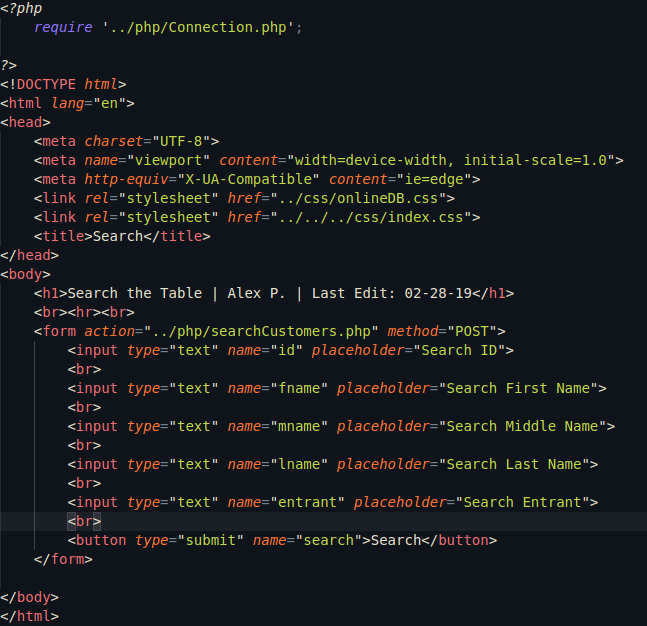 <?php
    require '../php/Connection.php';

?>
<!DOCTYPE html>
<html lang="en">
<head>
    <meta charset="UTF-8">
    <meta name="viewport" content="width=device-width, initial-scale=1.0">
    <meta http-equiv="X-UA-Compatible" content="ie=edge">
    <link rel="stylesheet" href="../css/onlineDB.css">
    <link rel="stylesheet" href="../../../css/index.css">
    <title>Search</title>
</head>
<body>
    <h1>Search the Table | Alex P. | Last Edit: 02-28-19</h1>
    <br><hr><br>
    <form action="../php/searchCustomers.php" method="POST">
        <input type="text" name="id" placeholder="Search ID">
        <br>
        <input type="text" name="fname" placeholder="Search First Name">
        <br>
        <input type="text" name="mname" placeholder="Search Middle Name">
        <br>
        <input type="text" name="lname" placeholder="Search Last Name">
        <br>
        <input type="text" name="entrant" placeholder="Search Entrant">
        <br>
        <button type="submit" name="search">Search</button>
    </form>

</body>
</html>